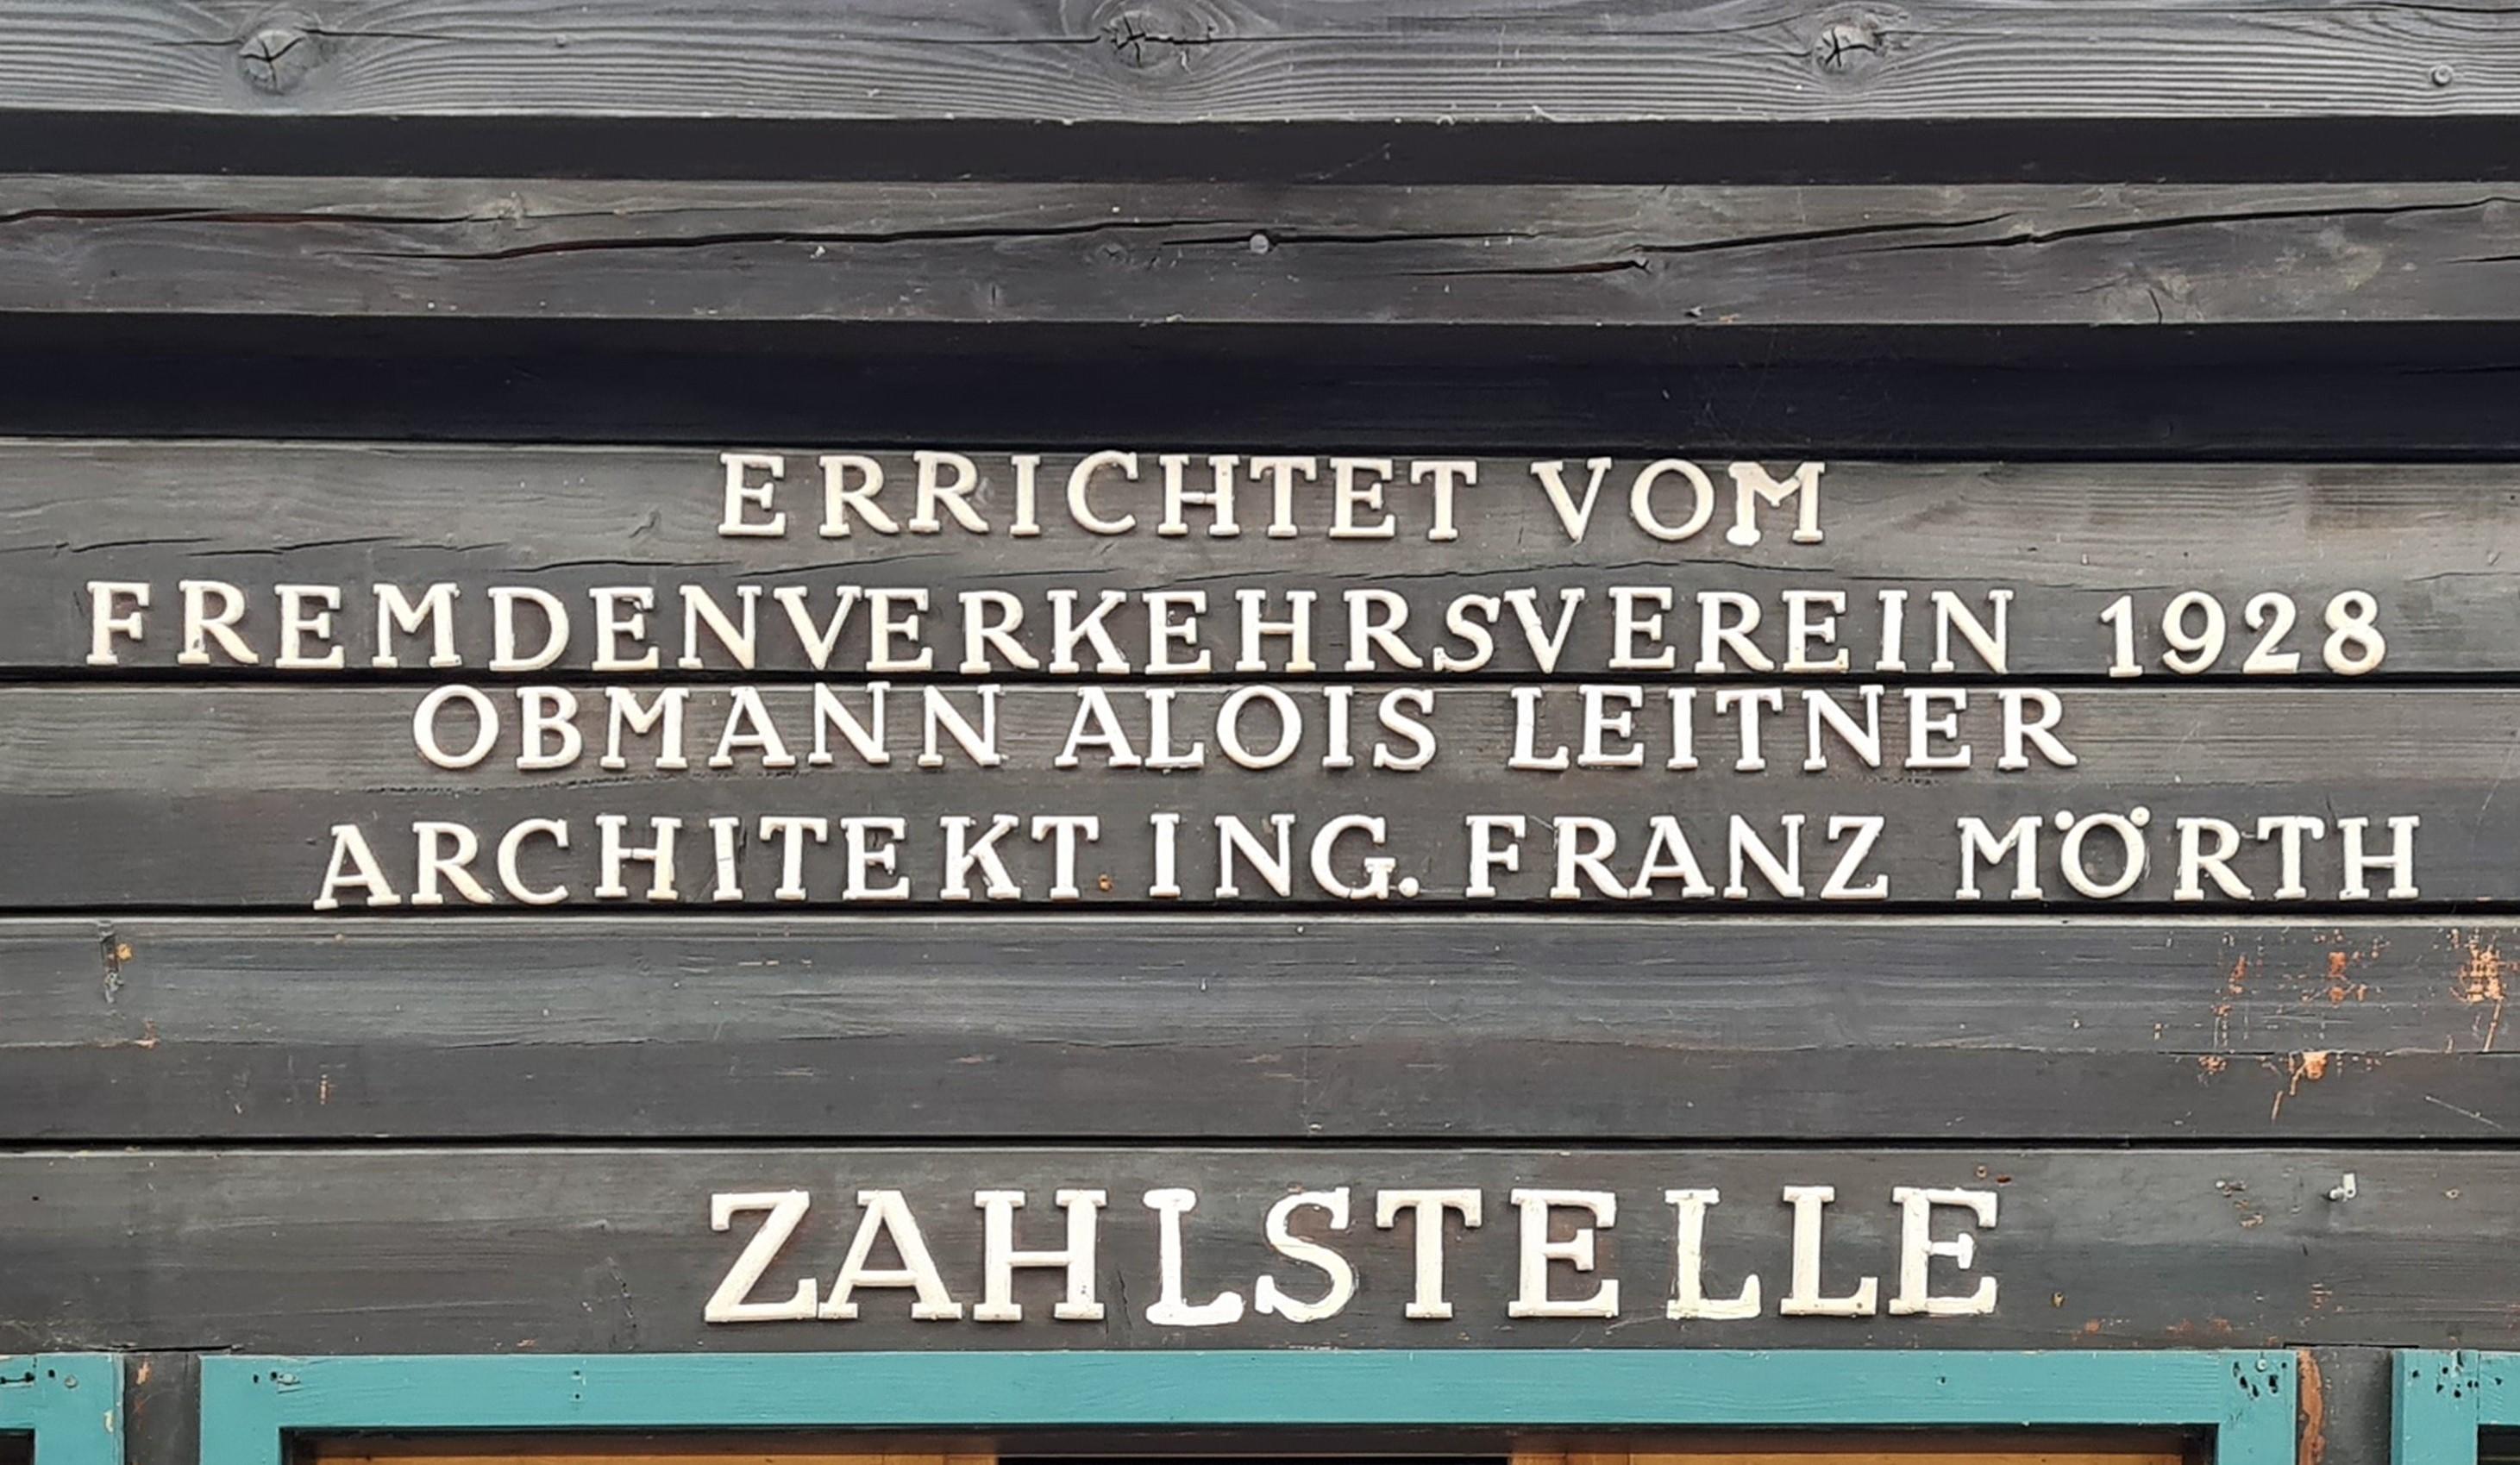 ERRICHTET VOM
FREMDENVERKEHRSVEREIN 1928
OBMANN ALOIS LEITNER
ARCHITEKT ING. FRANZ MÖRTH
ZAHLSTELLE